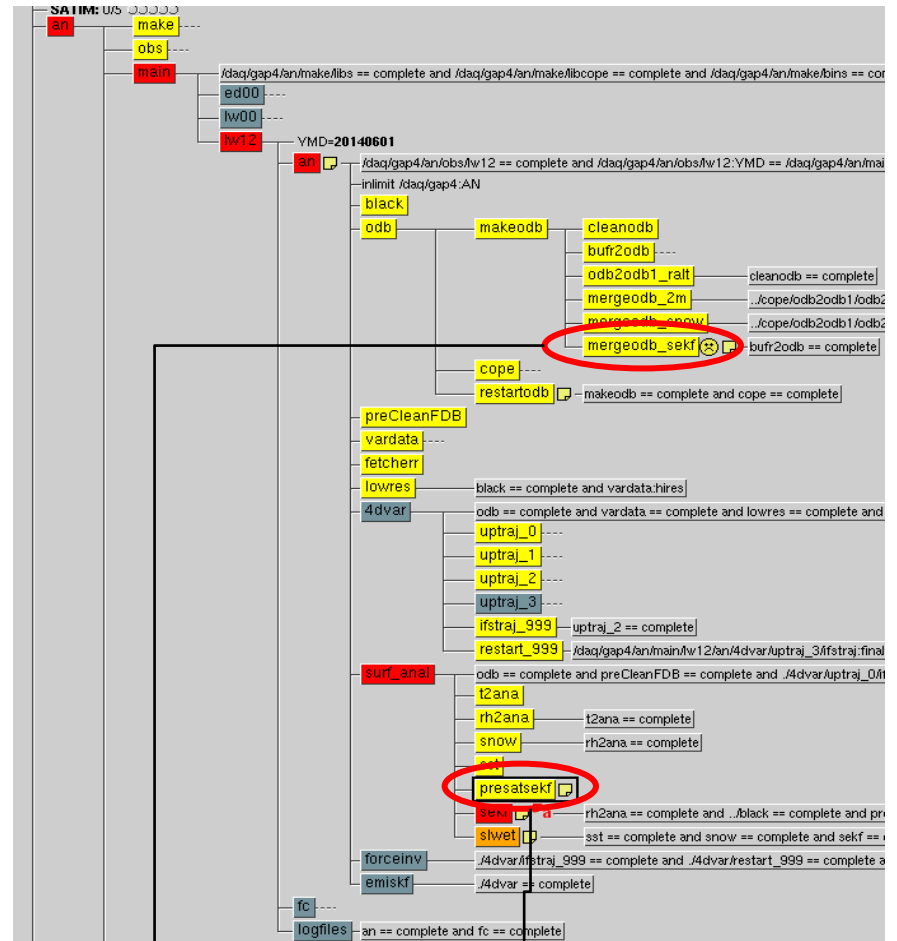 SATIM: 0/5
an make
obs
main /daq/gap4/an/make/libs == complete and /daq/gap4/an/make/libcope == complete and /daq/gap4/an/make/bins == con
ed00
lw00
lw12 YMD=20140601
an /daq/gap4/an/obs/lw12 == complete and /daq/gap4/an/obs/lw12:YMD == /daq/gap4/an/mai
inlimit /daq/gap4:AN
black
odb makeodb cleanodb
bufr2odb
odb2odb1_ralt cleanodb == complete
mergeodb_2m ../cope/odb2odb1/odb2
mergeodb_snow ../cope/odb2odb1/odb2
mergeodb_sekf bufr2odb == complete
cope
restartodb makeodb == complete and cope == complete
preCleanFDB
vardata
fetcherr
lowres black == complete and vardata:hires
4dvar odb == complete and vardata == complete and lowres == complete and
uptraj_0
uptraj_1
uptraj_2
uptraj_3
ifstraj_999 uptraj_2 == complete
restart_999 /daq/gap4/an/main/lw12/an/4dvar/uptraj_3/ifstraj:final
surf_anal odb == complete and preCleanFDB == complete and ./4dvar/uptraj_0/if
t2ana
rh2ana t2ana == complete
snow rh2ana == complete
sst
presatsekf
sekf a rh2ana == complete and ../black == complete and pre
slwet sst == complete and snow == complete and sekf ==
forceinv ./4dvar/ifstraj_999 == complete and ./4dvar/restart_999 == complete a
emiskf ./4dvar == complete
fc
logfiles an == complete and fc == complete